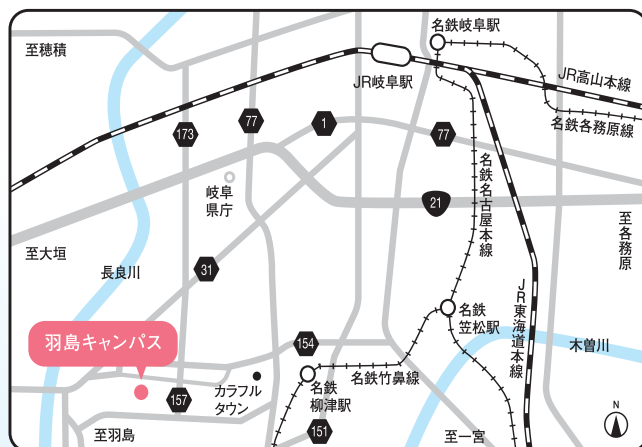 名鉄岐阜駅
至穂積
JR岐阜駅
JR高山本線
名鉄各務原線
1
77
77
173
名鉄名古屋本線
岐阜
県庁
21
至各務原
至大垣
長良川
31
JR東海道本線
名鉄
笠松駅
羽島キャンパス
154
木曽川
名鉄竹鼻線
カラフル
タウン
名鉄
柳津駅
157
151
至羽島
至一宮
N